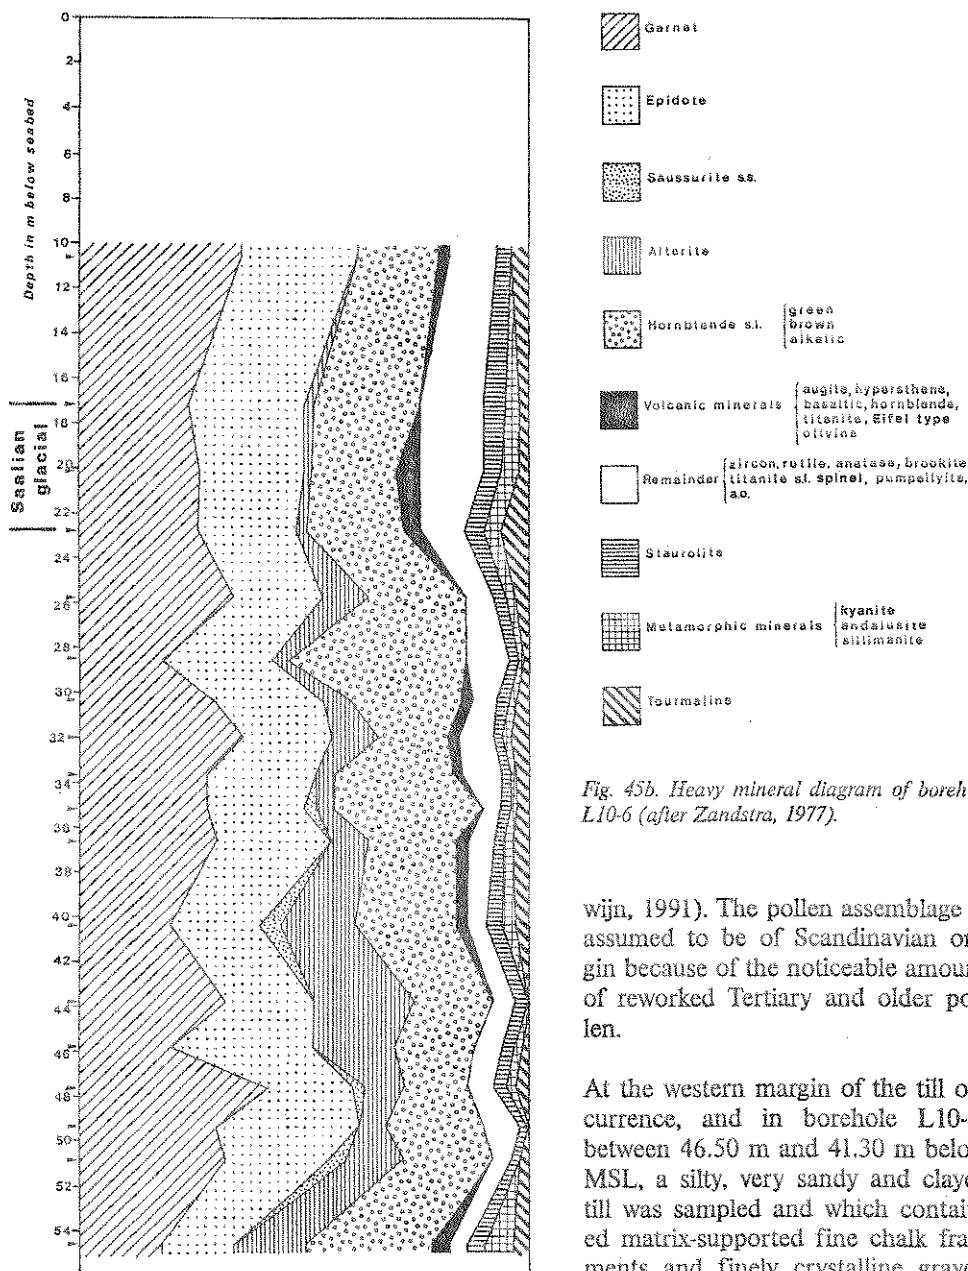 0
2
4
6
8
10
12
14
16
18
20
22
24
26
28
30
32
34
36
38
40
42
44
46
48
50
52
54
Depth in m below seabed
Saalian
glacial
Garnet
Epidote
Saussurite s.s.
Alterite
Hornblende s.l.
green
brown
alkalic
Volcanic minerals
augite, hypersthene,
basaltic, hornblende,
titanite, Eifel type
olivine
Remainder
zircon, rutile, anatase, brookite
titanite s.l. spinel, pumpellyite,
a.o.
Staurolite
Metamorphic minerals
kyanite
andalusite
sillimanite
Tourmaline
Fig. 45b. Heavy mineral diagram of boreh
L10-6 (after Zandstra, 1977).
wijn, 1991). The pollen assemblage
assumed to be of Scandinavian or
gin because of the noticeable amour
of reworked Tertiary and older po
len.
At the western margin of the till o
currence, and in borehole L10-
between 46.50 m and 41.30 m belo
MSL, a silty, very sandy and claye
till was sampled and which contain
ed matrix-supported fine chalk fra
ments and finely crystalline grave